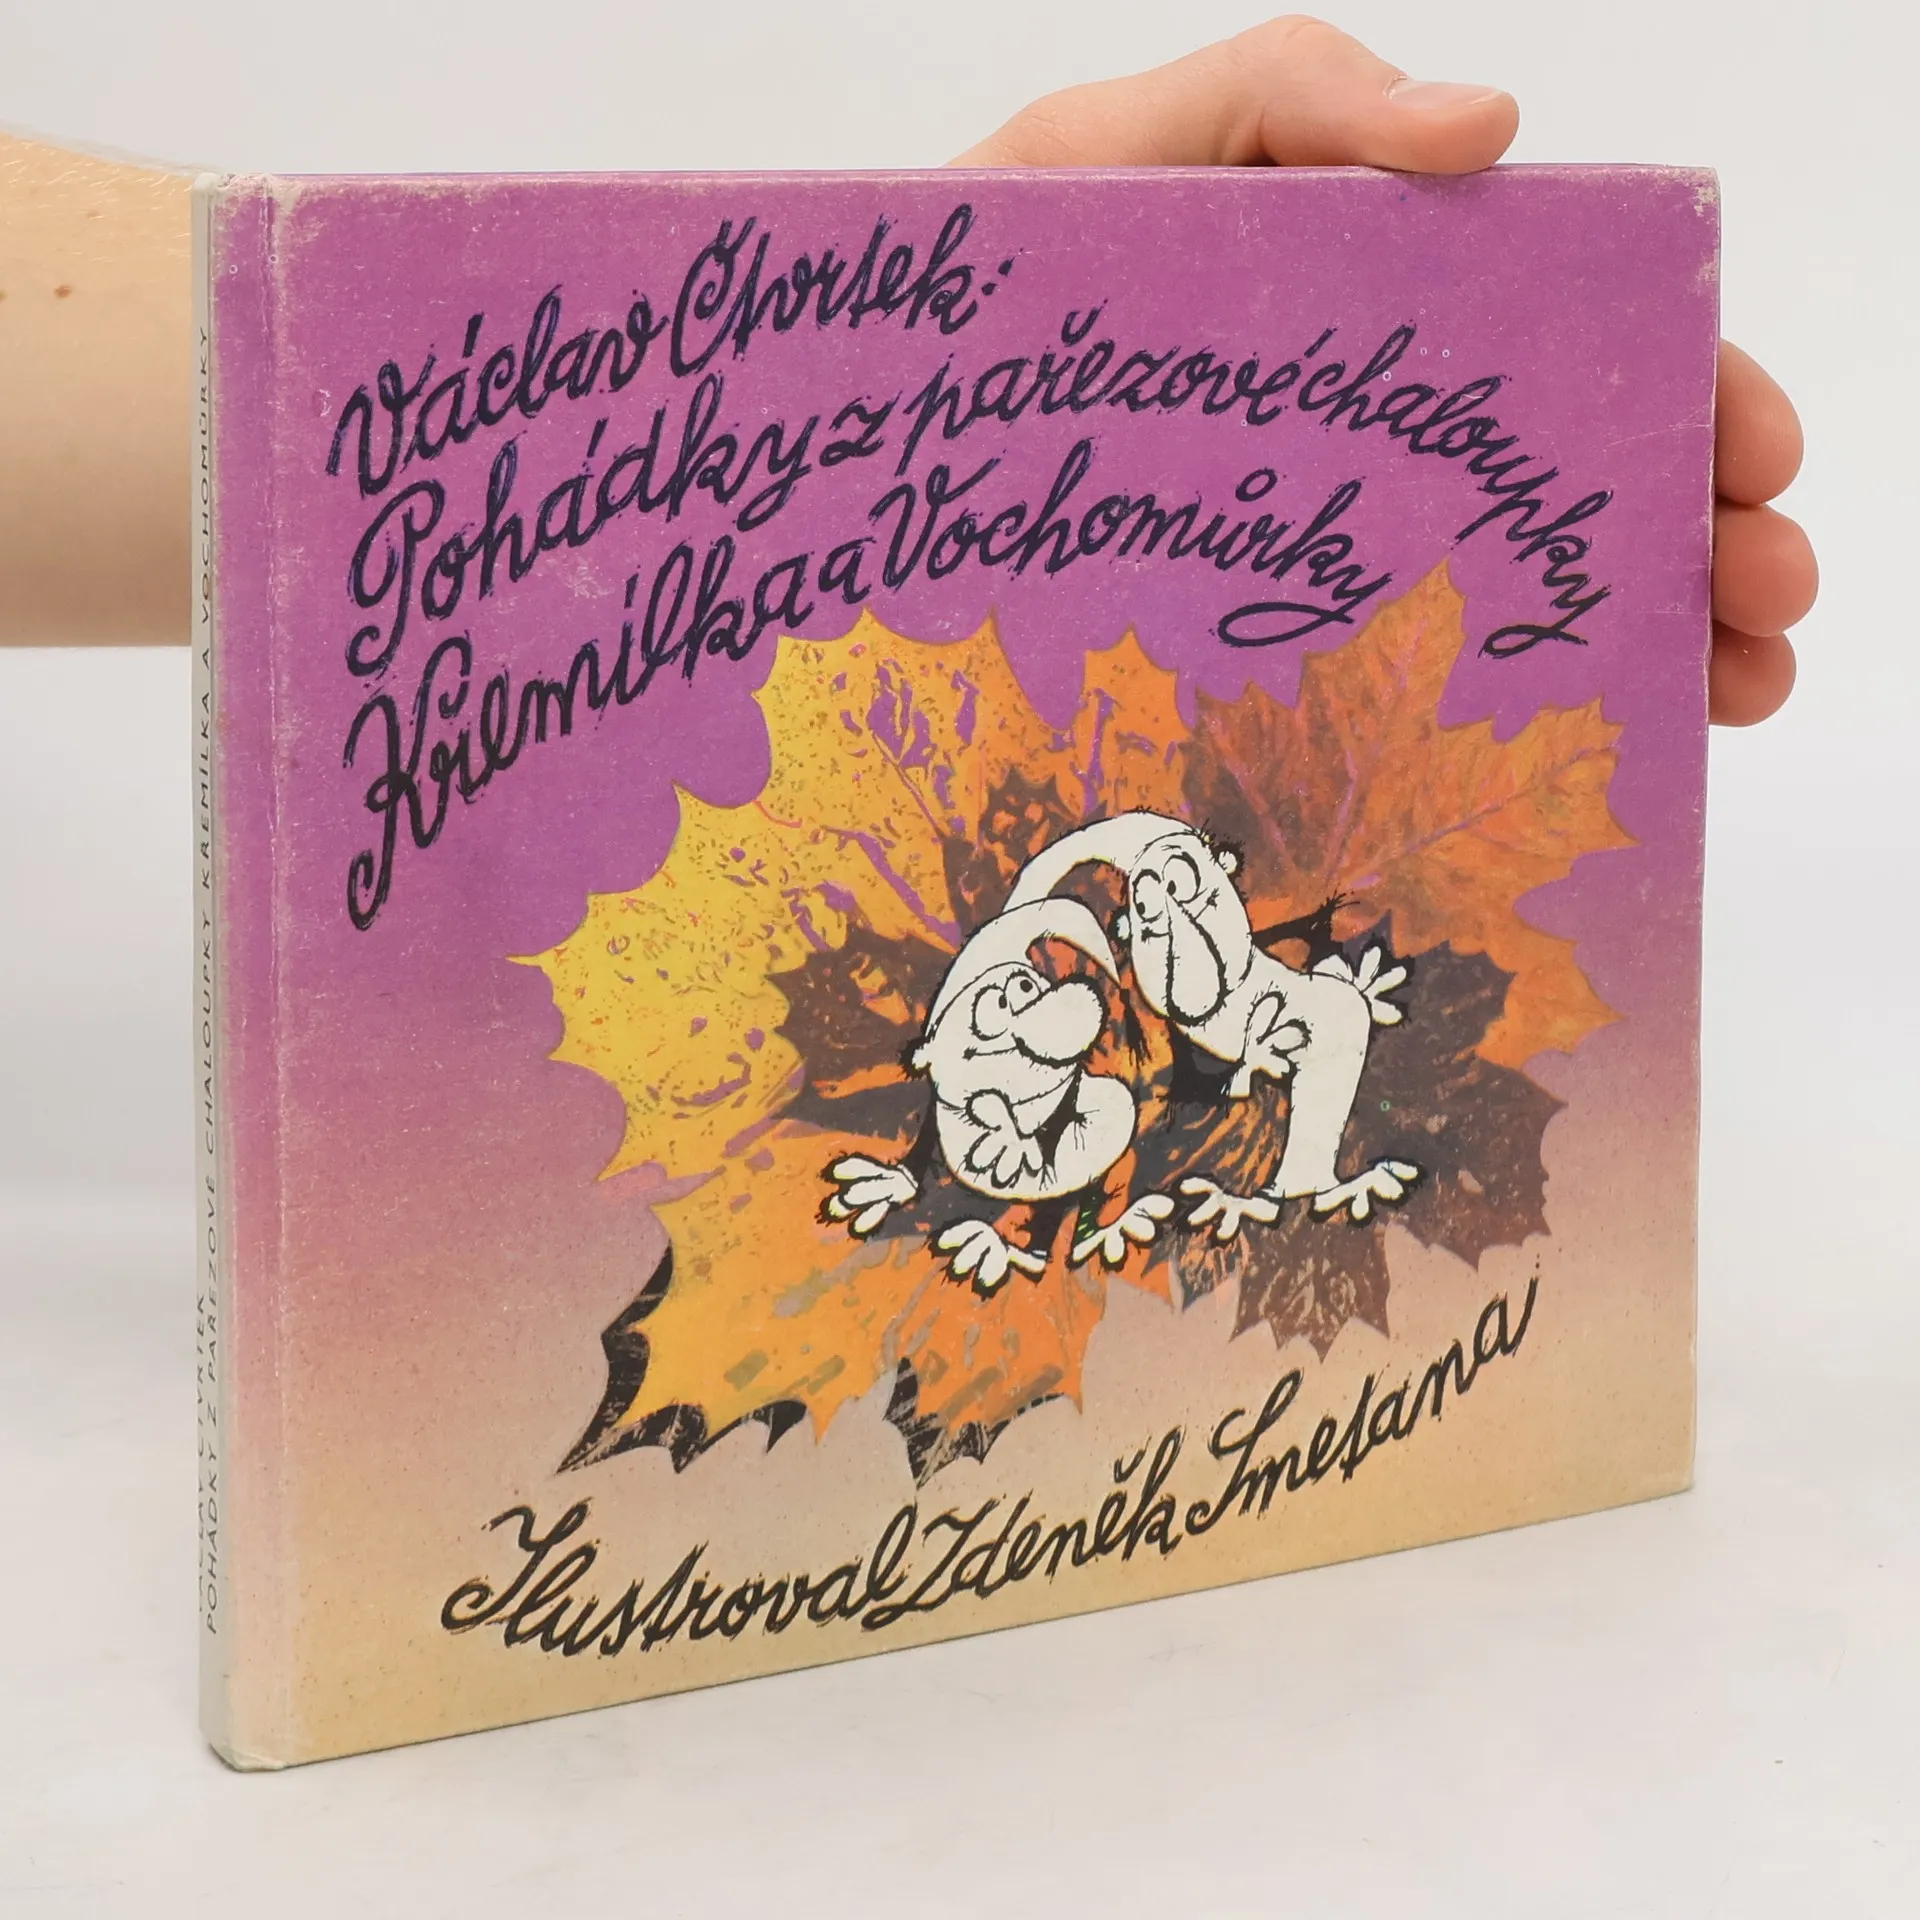 Václav Čtvrtek:
Pohádky z pařezové chaloupky
Křemílka a Vochomůrky
Ilustroval Zdeněk Smetana
VÁCLAV ČTVRTEK
POHÁDKY Z PAŘEZOVÉ CHALOUPKY KŘEMÍLKA A VOCHOMŮRKY